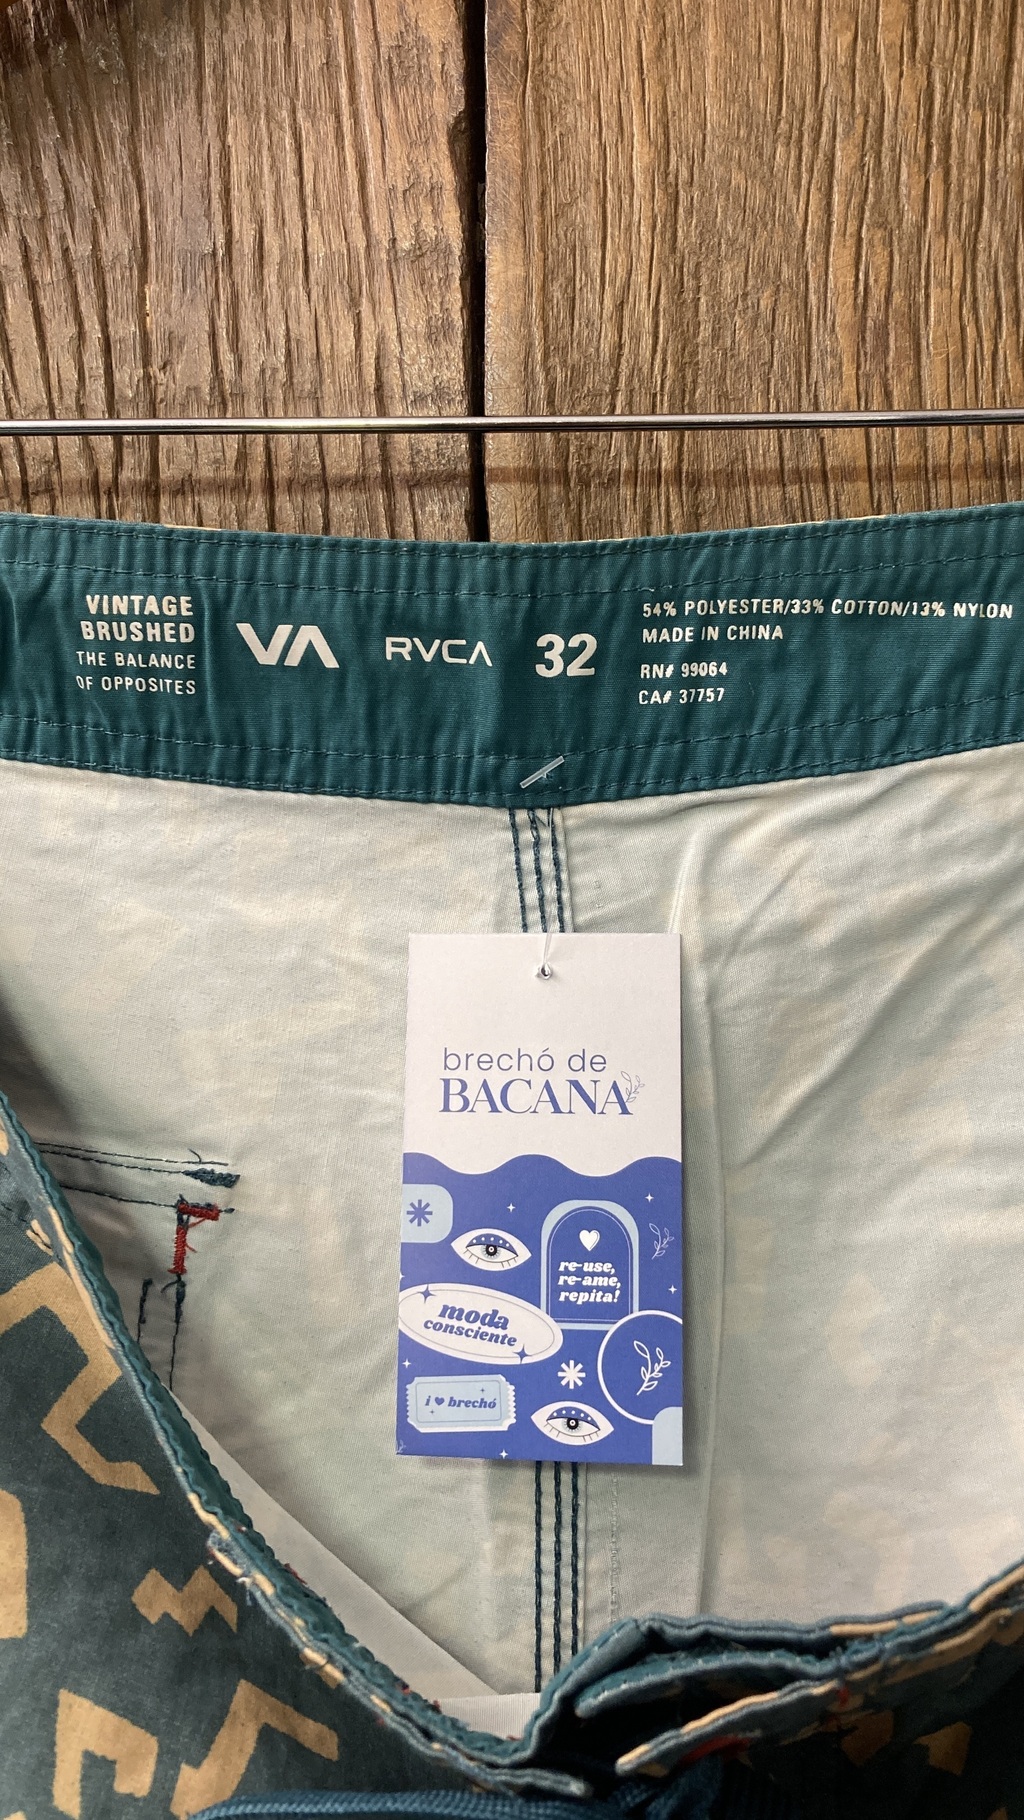 VINTAGE
BRUSHED
THE BALANCE
OF OPPOSITES
VA
RVCA
32
54% POLYESTER/33% COTTON/13% NYLON
MADE IN CHINA
RN# 99064
CA# 37757
brechó de
BACANA
re-use,
re-ame,
repita!
moda
consciente
i ♥ brechó